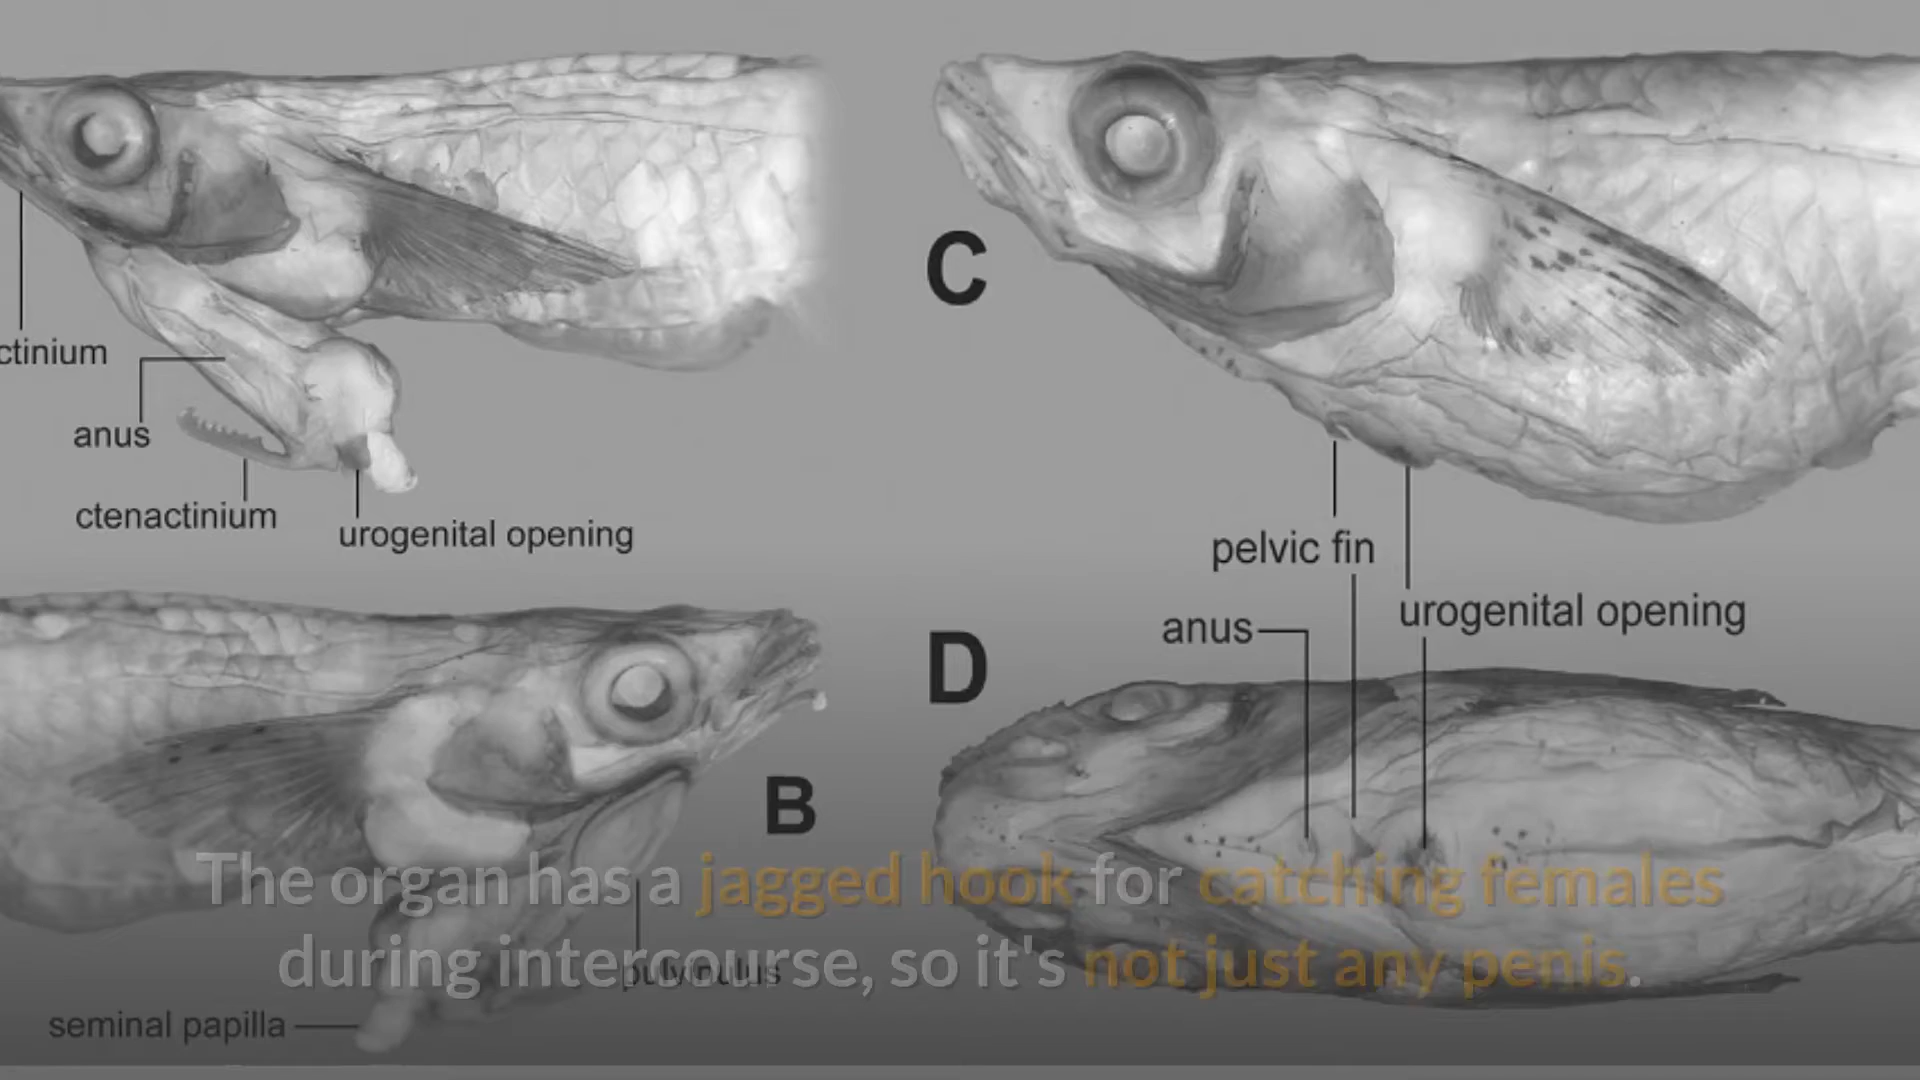 C
ctinium
anus
ctenactinium
urogenital opening
pelvic fin
urogenital opening
anus
D
B
The organ has a jagged hook for catching females
during intercourse, so it's not just any penis.
pulvinulus
seminal papilla